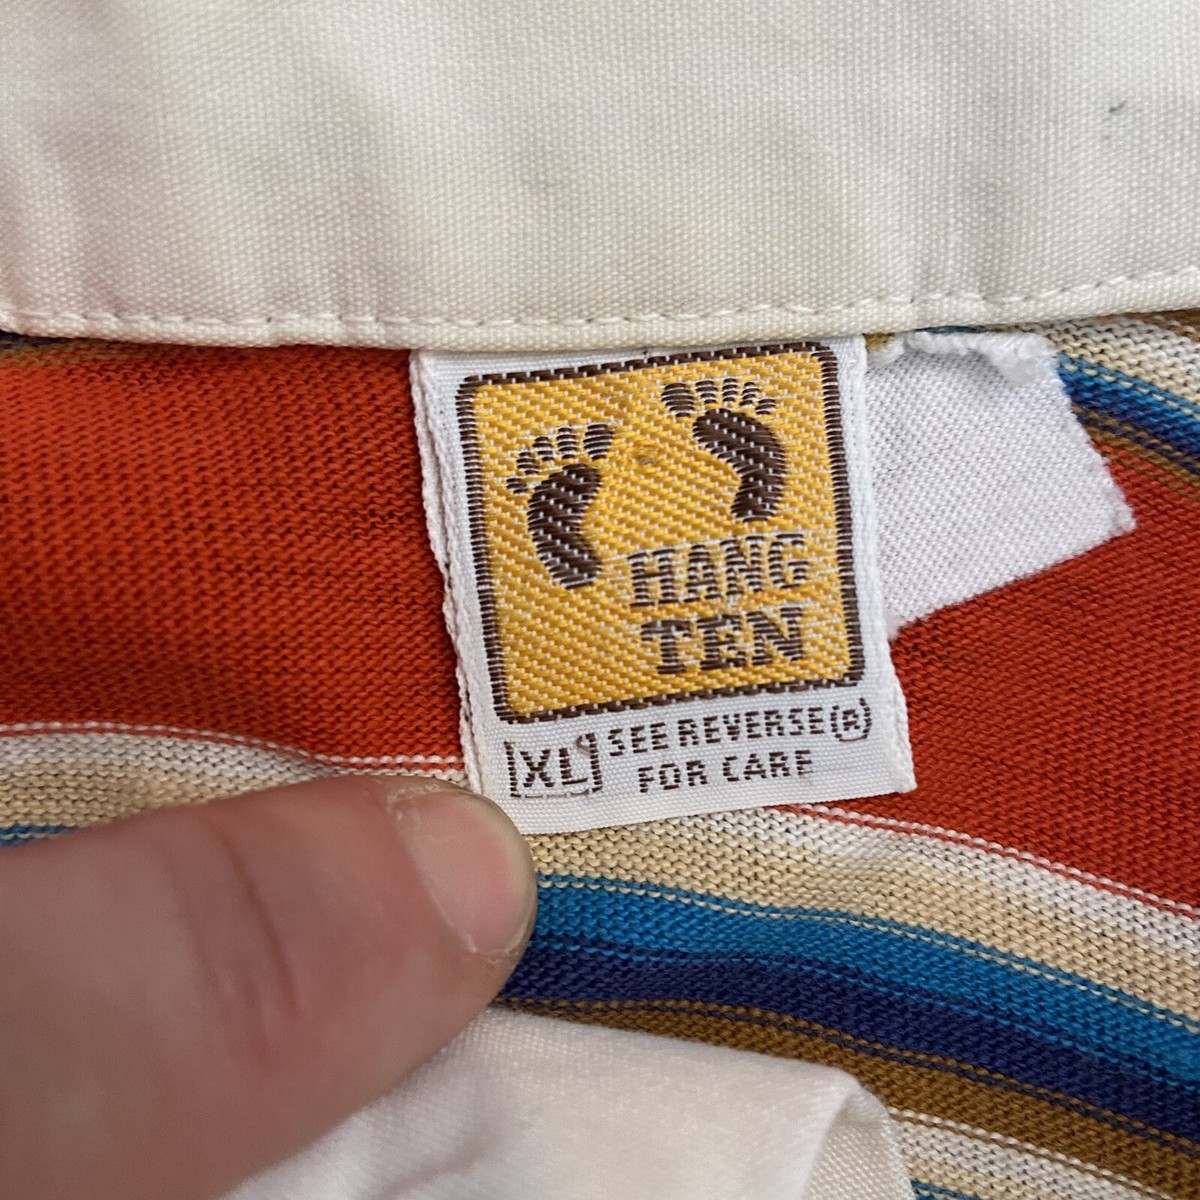 HANG
TEN
XL SEE REVERSE(R)
FOR CARE